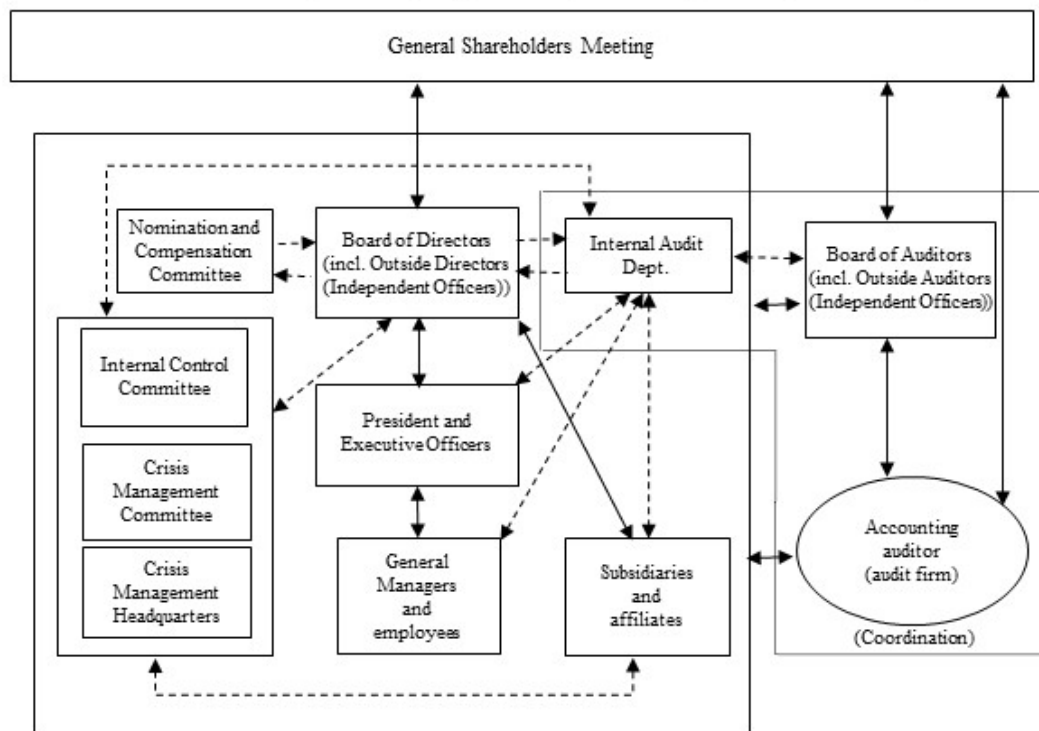 General Shareholders Meeting
Nomination and
Compensation
Committee
Board of Directors
(incl. Outside Directors
(Independent Officers))
Internal Audit
Dept.
Board of Auditors
(incl. Outside Auditors
(Independent Officers))
Internal Control
Committee
President and
Executive Officers
Crisis
Management
Committee
Crisis
Management
Headquarters
General
Managers
and
employees
Subsidiaries
and
affiliates
Accounting
auditor
(audit firm)
(Coordination)